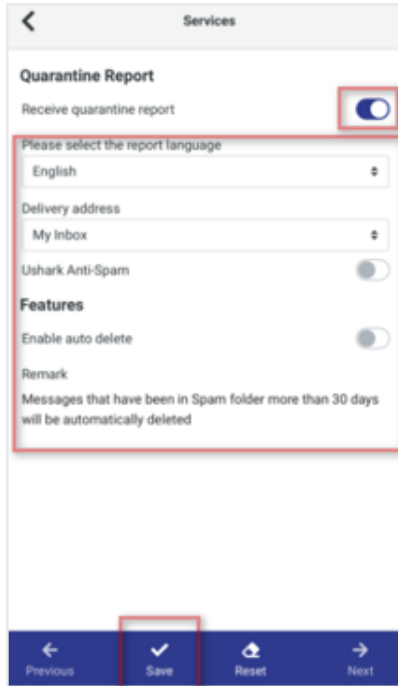 Services
Quarantine Report
Receive quarantine report
Please select the report language
English
Delivery address
My Inbox
Ushark Anti-Spam
Features
Enable auto delete
Remark
Messages that have been in Spam folder more than 30 days
will be automatically deleted
Previous
Save
Reset
Next